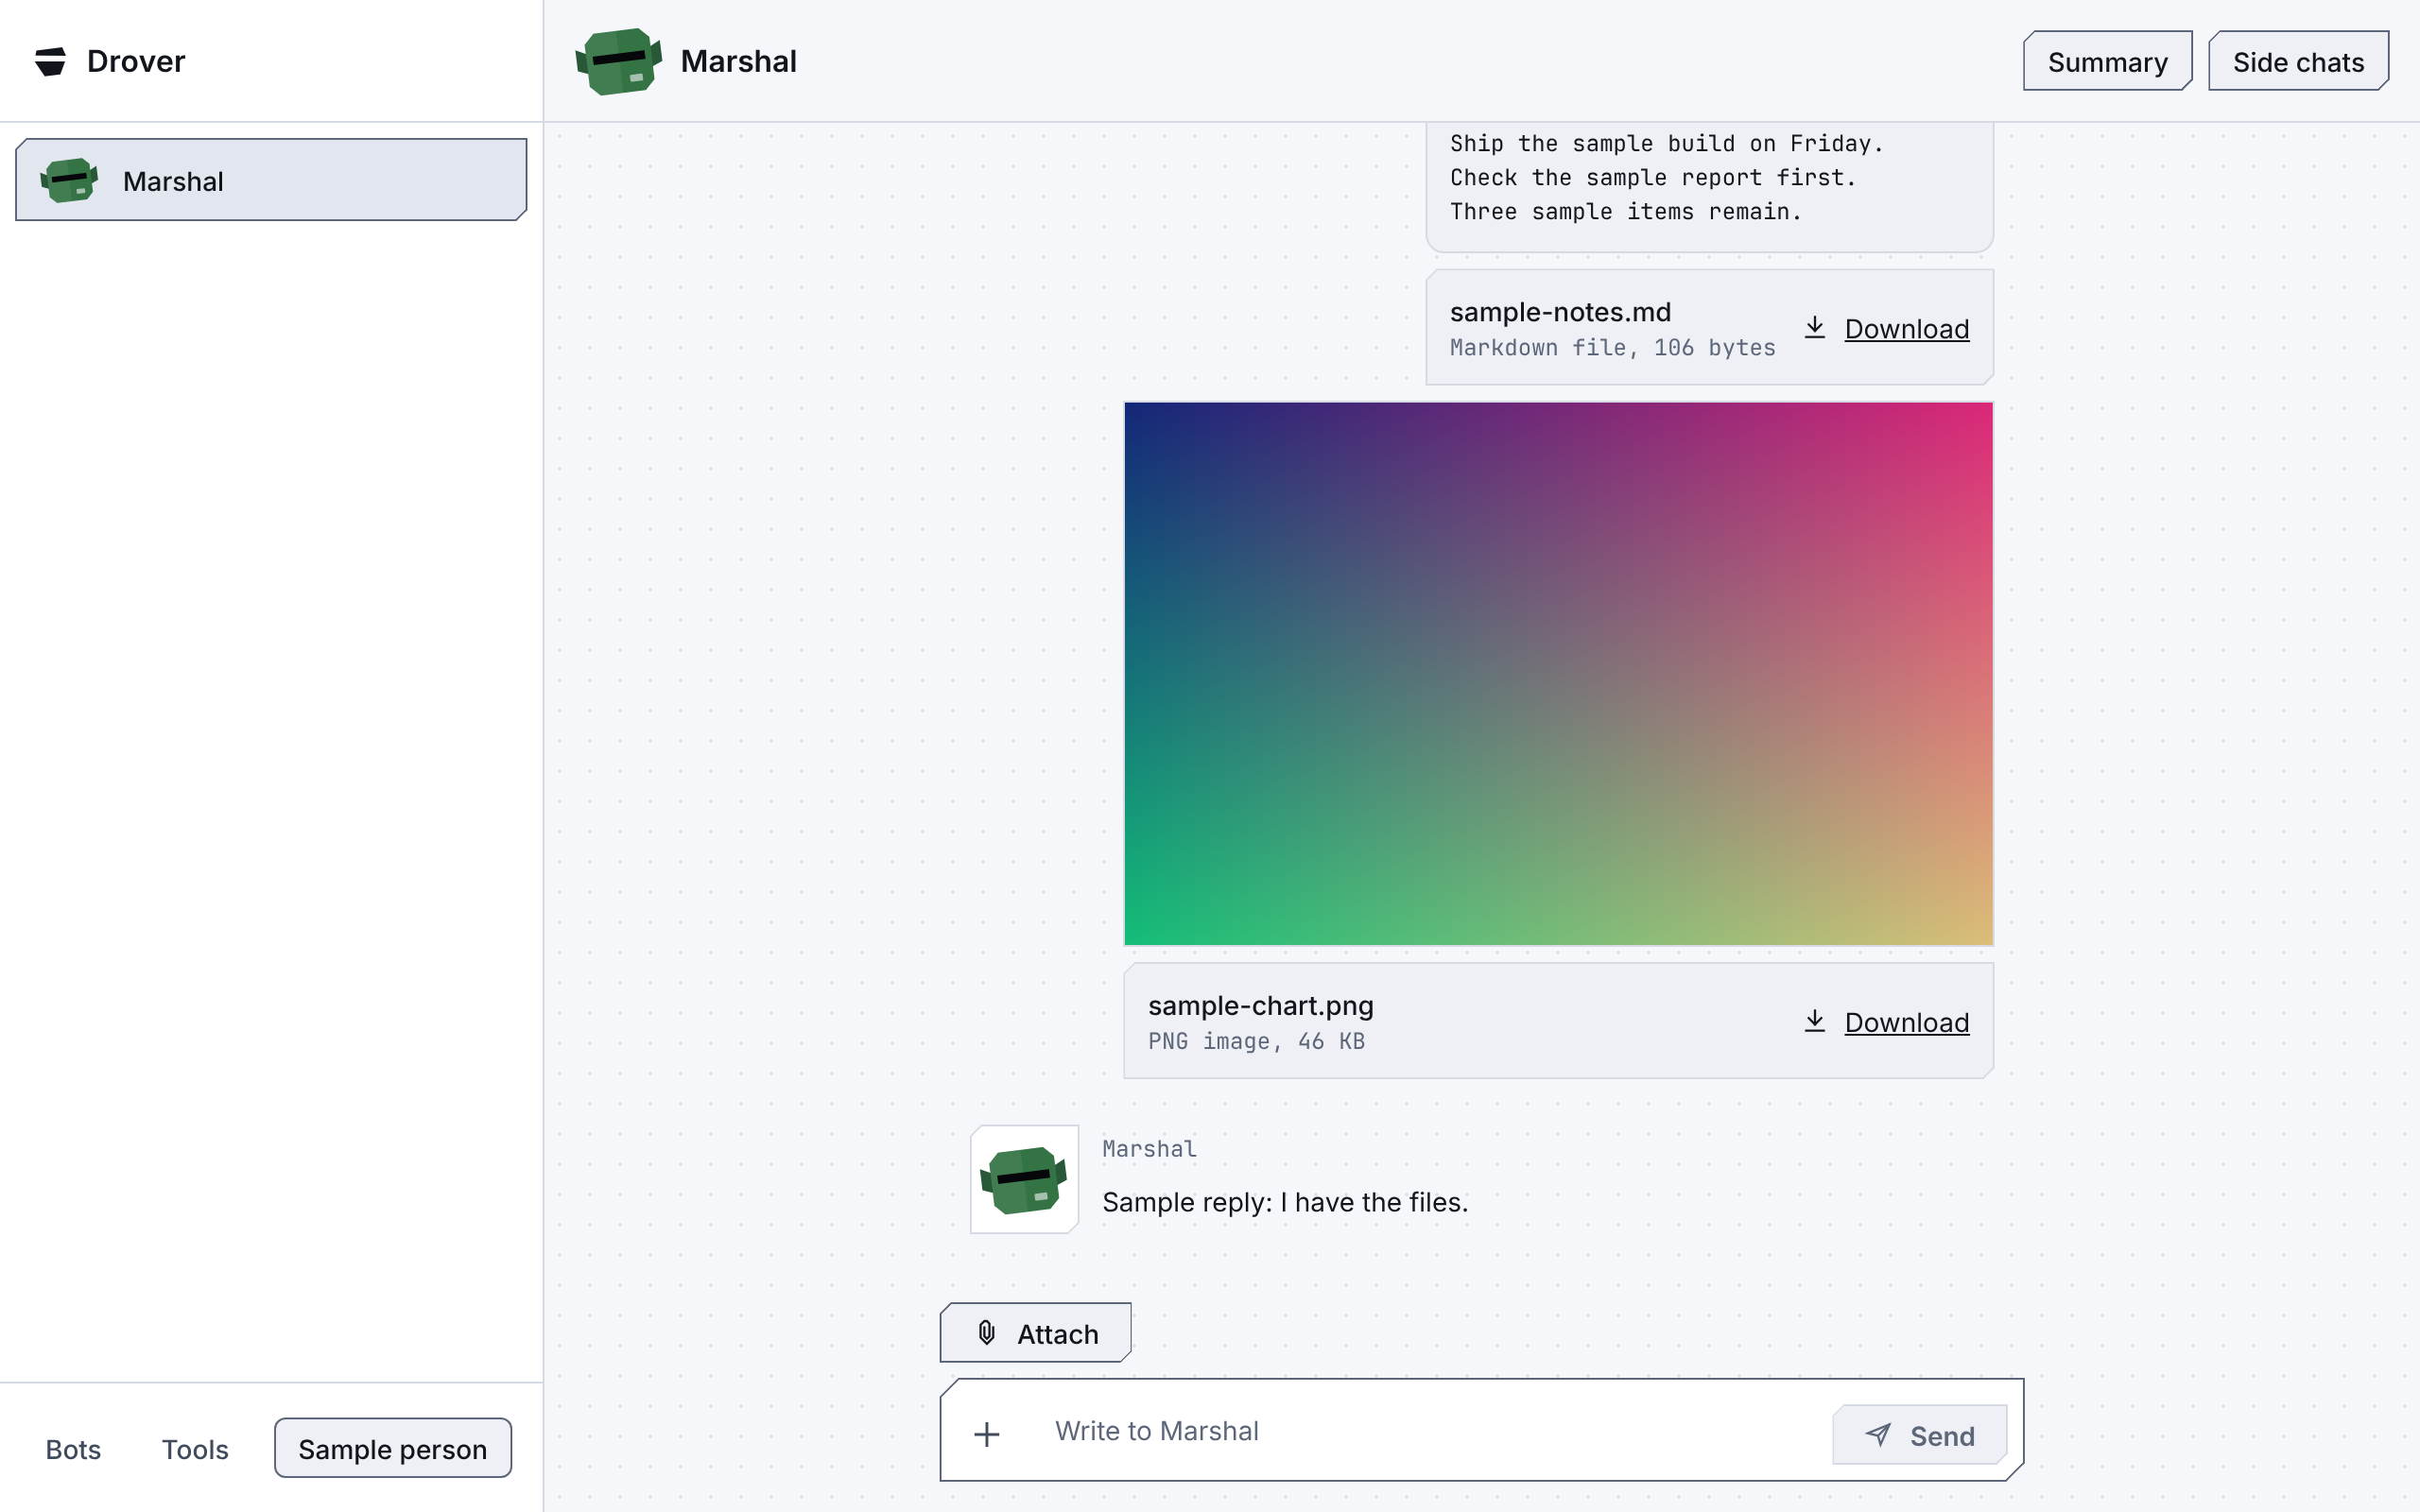 Drover
Marshal
Summary
Side chats
Marshal
Ship the sample build on Friday.
Check the sample report first.
Three sample items remain.
sample-notes.md
Markdown file, 106 bytes
Download
sample-chart.png
PNG image, 46 KB
Download
Marshal
Sample reply: I have the files.
Attach
Write to Marshal
Send
Bots
Tools
Sample person